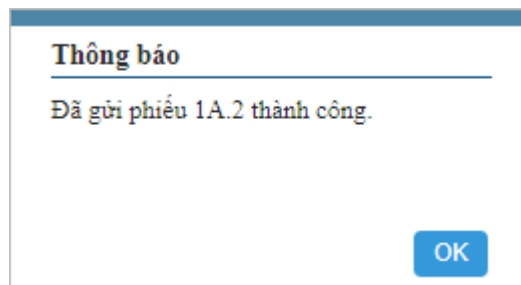 Thông báo
Đã gửi phiếu 1A.2 thành công.
OK